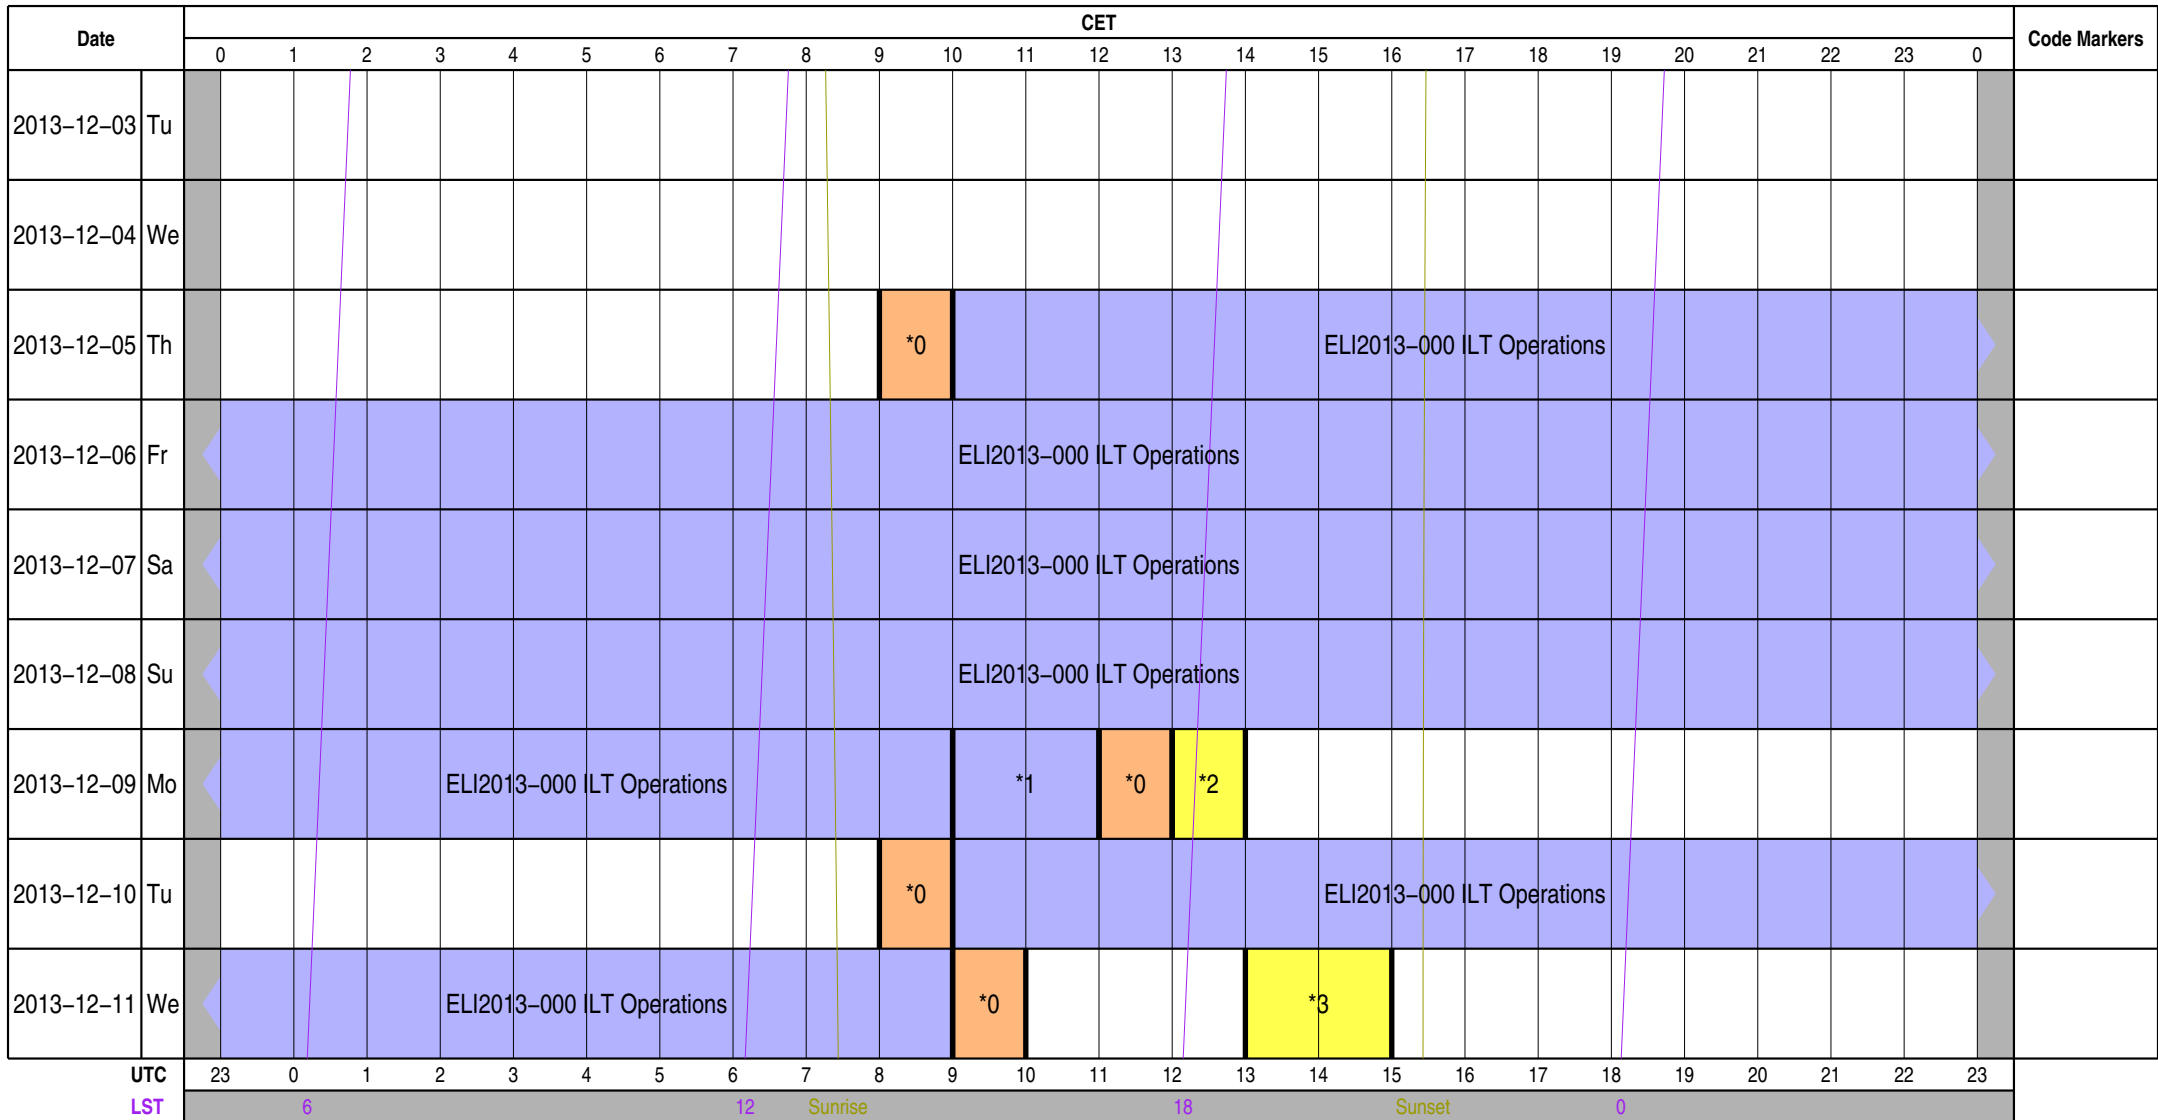 Date CET Code Markers
0 1 2 3 4 5 6 7 8 9 10 11 12 13 14 15 16 17 18 19 20 21 22 23 0
2013−12−03 Tu
2013−12−04 We
2013−12−05 Th *0 ELI2013−000 ILT Operations
2013−12−06 Fr ELI2013−000 ILT Operations
2013−12−07 Sa ELI2013−000 ILT Operations
2013−12−08 Su ELI2013−000 ILT Operations
2013−12−09 Mo ELI2013−000 ILT Operations *1 *0 *2
2013−12−10 Tu *0 ELI2013−000 ILT Operations
2013−12−11 We ELI2013−000 ILT Operations *0 *3
UTC 23 0 1 2 3 4 5 6 7 8 9 10 11 12 13 14 15 16 17 18 19 20 21 22 23
LST 6 12 Sunrise 18 Sunset 0